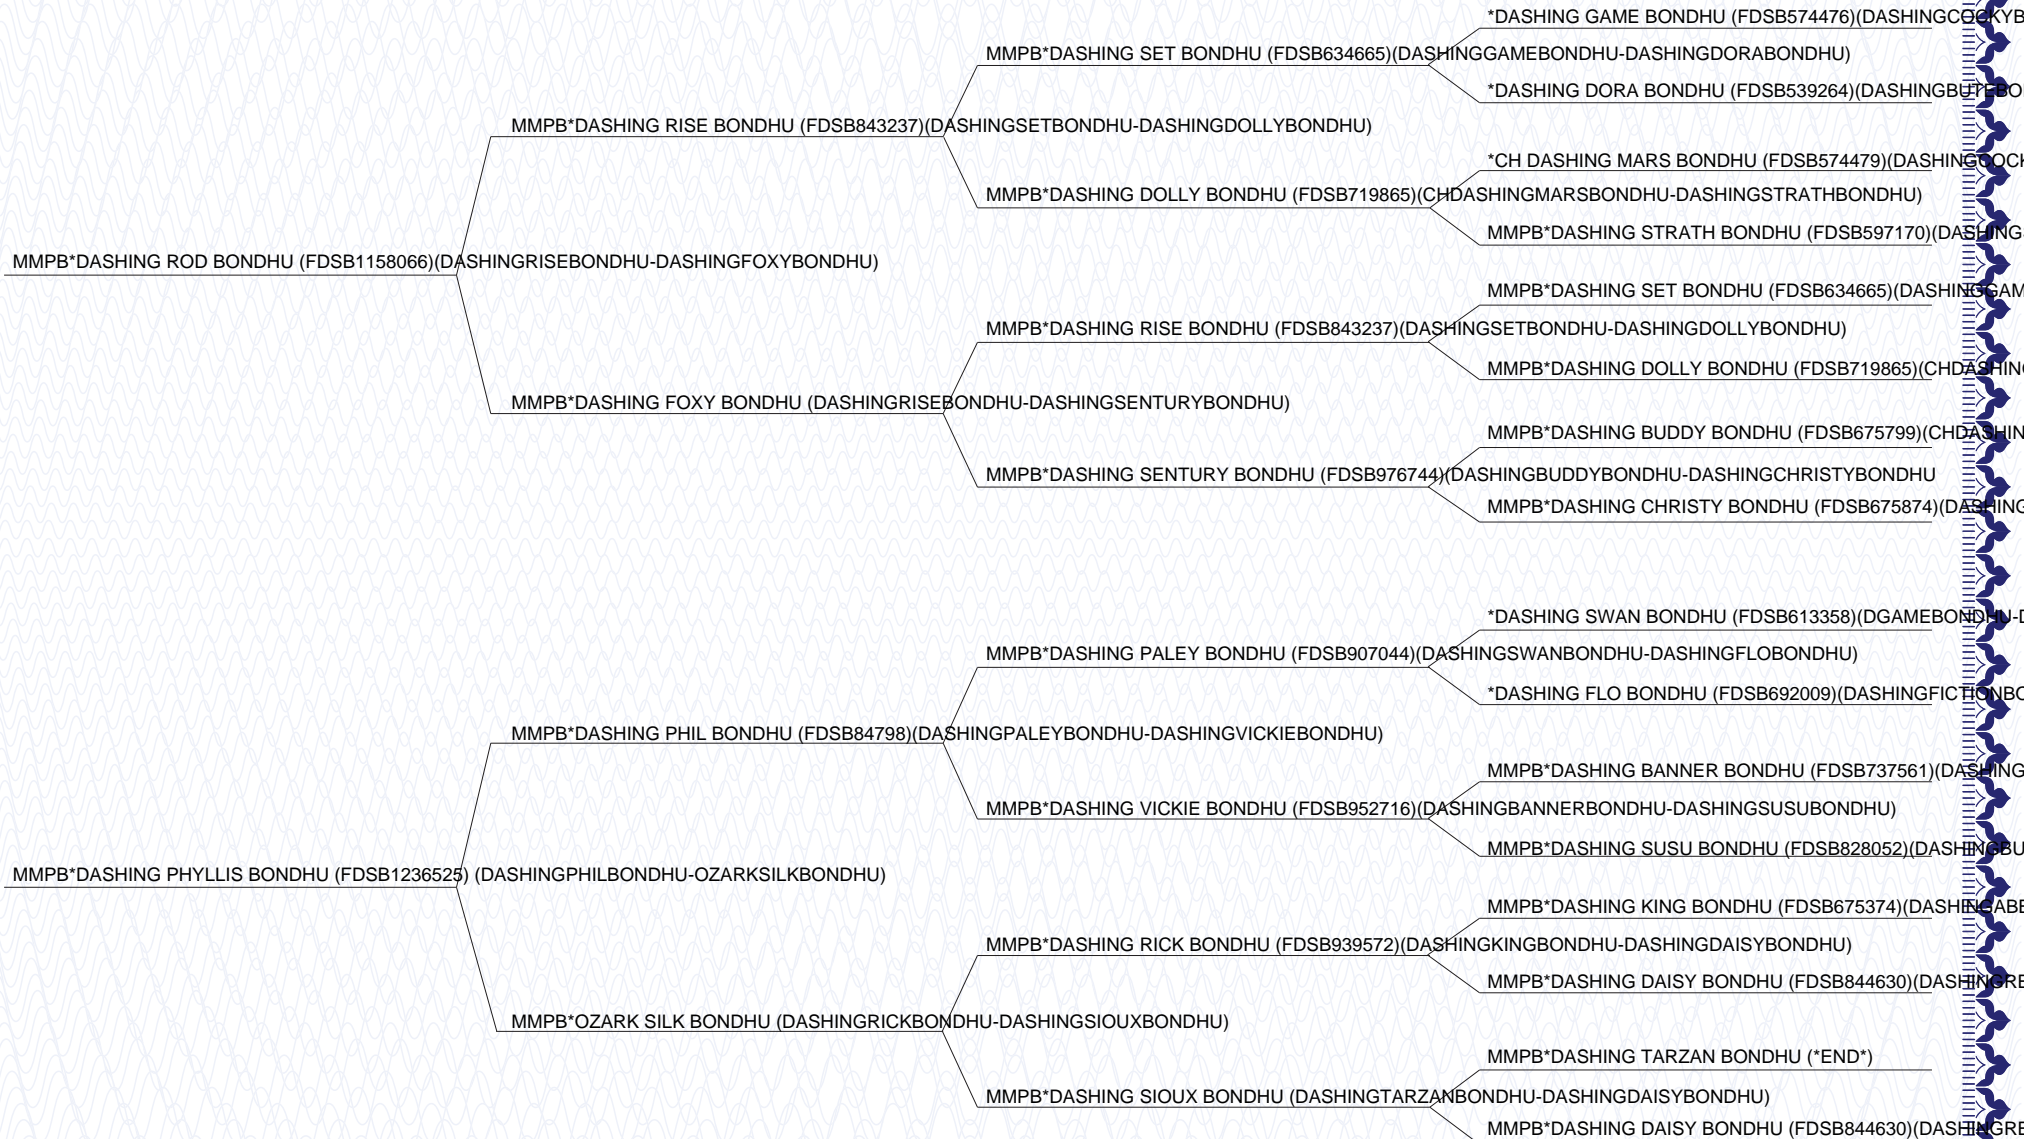 *DASHING GAME BONDHU (FDSB574476)(DASHINGCOCKYB
MMPB*DASHING SET BONDHU (FDSB634665)(DASHINGGAMEBONDHU-DASHINGDORABONDHU)
*DASHING DORA BONDHU (FDSB539264)(DASHINGBUTEBO
MMPB*DASHING RISE BONDHU (FDSB843237)(DASHINGSETBONDHU-DASHINGDOLLYBONDHU)
*CH DASHING MARS BONDHU (FDSB574479)(DASHINGCOCK
MMPB*DASHING DOLLY BONDHU (FDSB719865)(CHDASHINGMARSBONDHU-DASHINGSTRATHBONDHU)
MMPB*DASHING STRATH BONDHU (FDSB597170)(DASHING
MMPB*DASHING ROD BONDHU (FDSB1158066)(DASHINGRISEBONDHU-DASHINGFOXYBONDHU)
MMPB*DASHING SET BONDHU (FDSB634665)(DASHINGGAM
MMPB*DASHING RISE BONDHU (FDSB843237)(DASHINGSETBONDHU-DASHINGDOLLYBONDHU)
MMPB*DASHING DOLLY BONDHU (FDSB719865)(CHDASHING
MMPB*DASHING FOXY BONDHU (DASHINGRISEBONDHU-DASHINGSENTURYBONDHU)
MMPB*DASHING BUDDY BONDHU (FDSB675799)(CHDASHIN
MMPB*DASHING SENTURY BONDHU (FDSB976744)(DASHINGBUDDYBONDHU-DASHINGCHRISTYBONDHU
MMPB*DASHING CHRISTY BONDHU (FDSB675874)(DASHING
*DASHING SWAN BONDHU (FDSB613358)(DGAMEBONDHU-D
MMPB*DASHING PALEY BONDHU (FDSB907044)(DASHINGSWANBONDHU-DASHINGFLOBONDHU)
*DASHING FLO BONDHU (FDSB692009)(DASHINGFICTIONBO
MMPB*DASHING PHIL BONDHU (FDSB84798)(DASHINGPALEYBONDHU-DASHINGVICKIEBONDHU)
MMPB*DASHING BANNER BONDHU (FDSB737561)(DASHING
MMPB*DASHING VICKIE BONDHU (FDSB952716)(DASHINGBANNERBONDHU-DASHINGSUSUBONDHU)
MMPB*DASHING SUSU BONDHU (FDSB828052)(DASHINGBU
MMPB*DASHING PHYLLIS BONDHU (FDSB1236525) (DASHINGPHILBONDHU-OZARKSILKBONDHU)
MMPB*DASHING KING BONDHU (FDSB675374)(DASHINGABE
MMPB*DASHING RICK BONDHU (FDSB939572)(DASHINGKINGBONDHU-DASHINGDAISYBONDHU)
MMPB*DASHING DAISY BONDHU (FDSB844630)(DASHINGRE
MMPB*OZARK SILK BONDHU (DASHINGRICKBONDHU-DASHINGSIOUXBONDHU)
MMPB*DASHING TARZAN BONDHU (*END*)
MMPB*DASHING SIOUX BONDHU (DASHINGTARZANBONDHU-DASHINGDAISYBONDHU)
MMPB*DASHING DAISY BONDHU (FDSB844630)(DASHINGRE